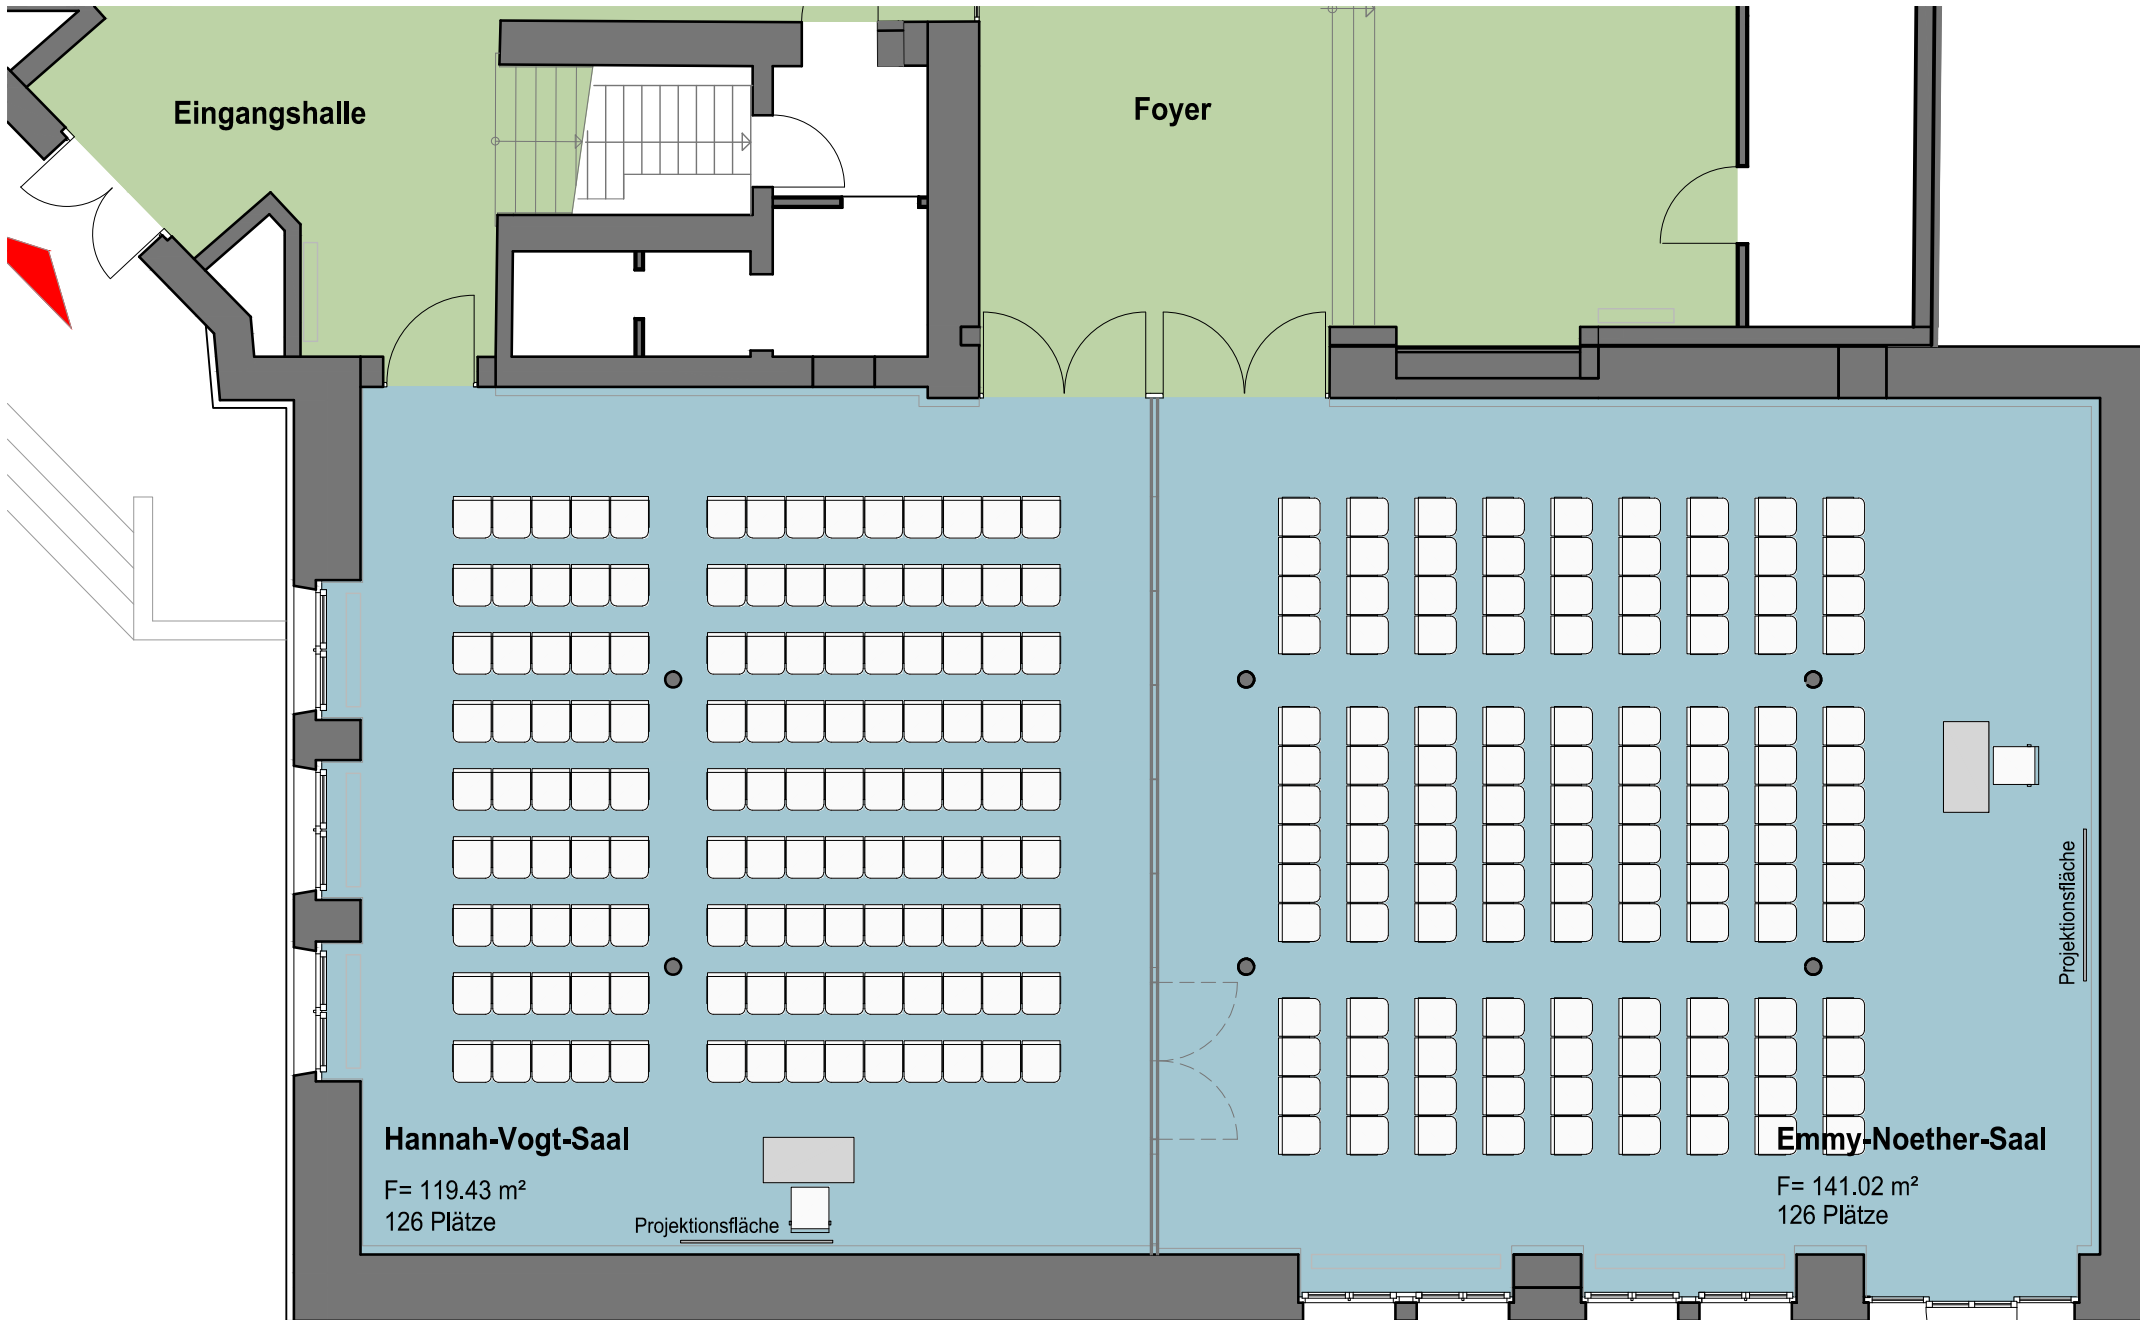 Eingangshalle
Foyer
Hannah-Vogt-Saal
F= 119.43 m²
126 Plätze
Projektionsfläche
Projektionsfläche
Emmy-Noether-Saal
F= 141.02 m²
126 Plätze